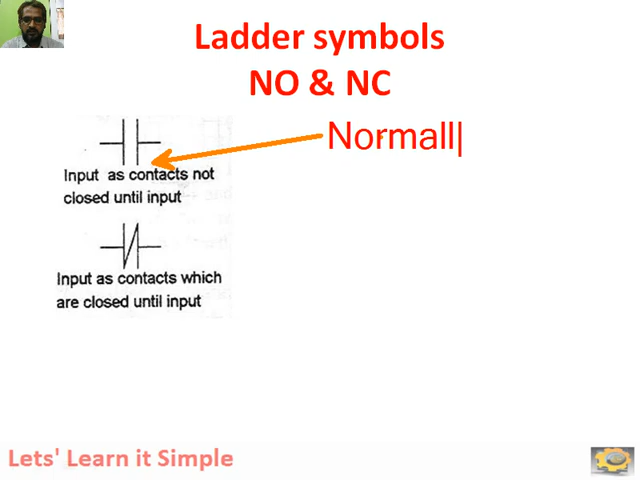 Ladder symbols
NO & NC
Normall
Input as contacts not
closed until input
Input as contacts which
are closed until input
Lets' Learn it Simple